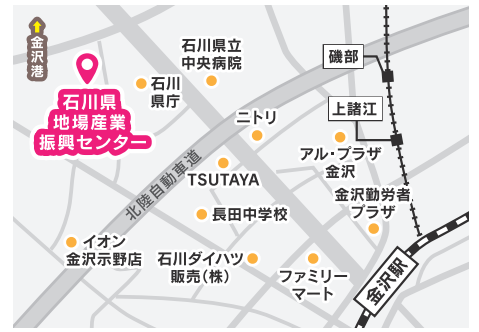 金沢港
石川県立
中央病院
石川
県庁
石川県
地場産業
振興センター
磯部
上諸江
ニトリ
アル・プラザ
金沢
北陸自動車道
TSUTAYA
金沢勤労者
プラザ
長田中学校
イオン
金沢示野店
石川ダイハツ
販売(株)
ファミリー
マート
金沢駅